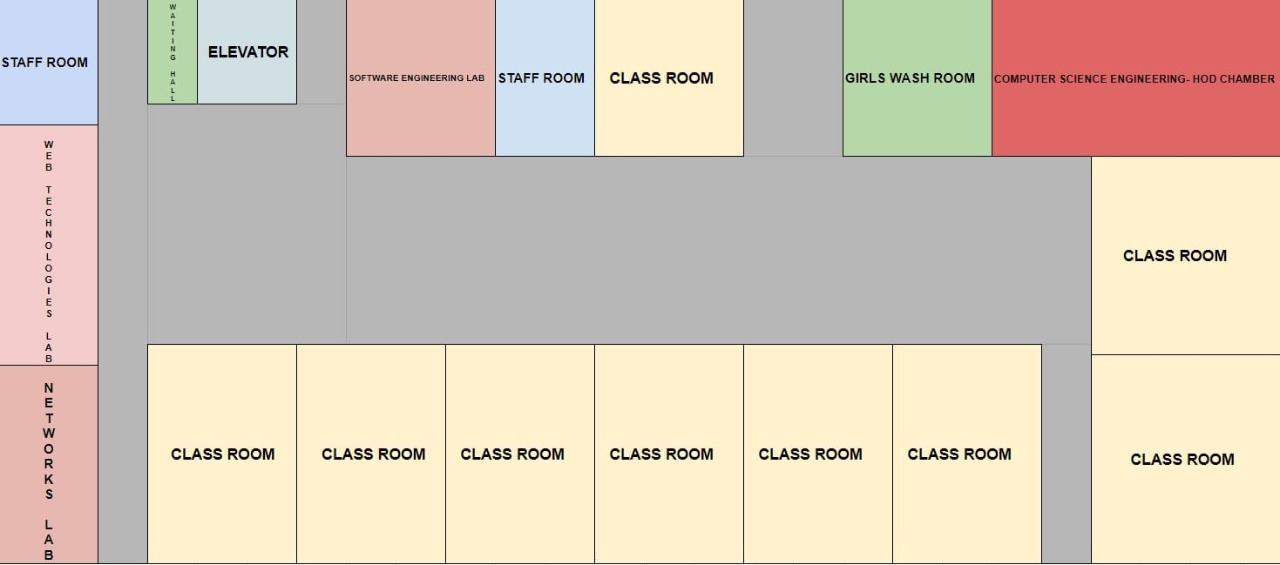 STAFF ROOM
WAITING HALL
ELEVATOR
SOFTWARE ENGINEERING LAB
STAFF ROOM
CLASS ROOM
GIRLS WASH ROOM
COMPUTER SCIENCE ENGINEERING- HOD CHAMBER
WEB TECHNOLOGIES LAB
CLASS ROOM
NETWORKS LAB
CLASS ROOM
CLASS ROOM
CLASS ROOM
CLASS ROOM
CLASS ROOM
CLASS ROOM
CLASS ROOM